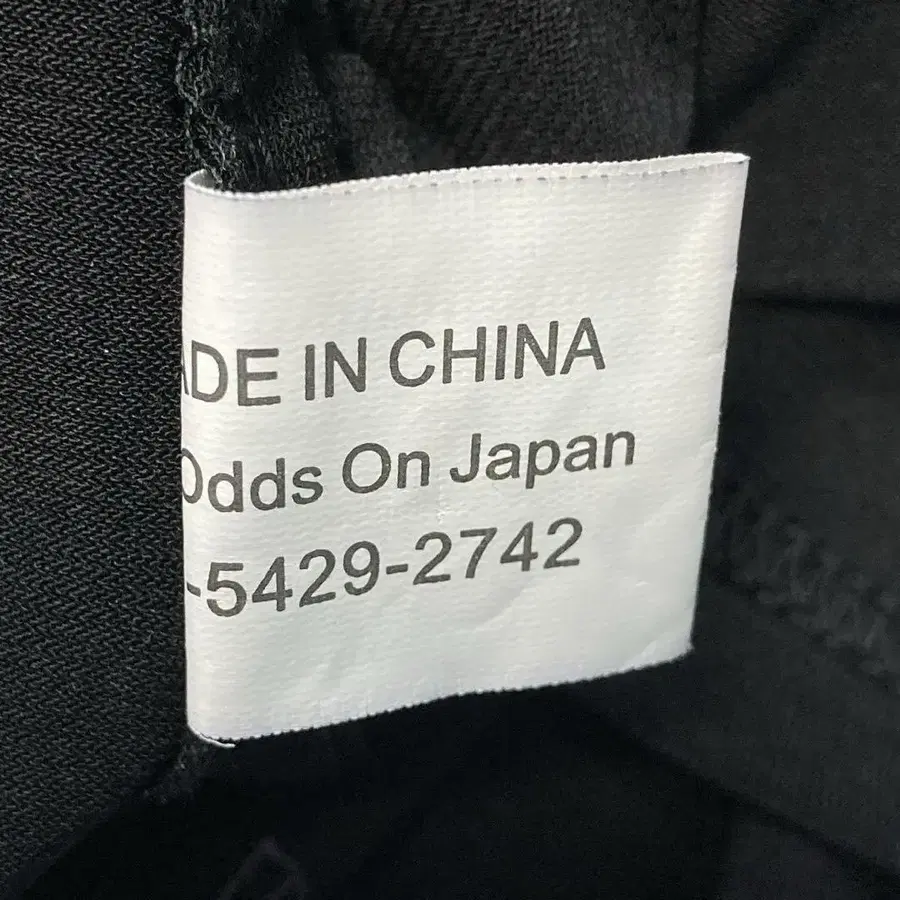 ADE IN CHINA
Odds On Japan
-5429-2742